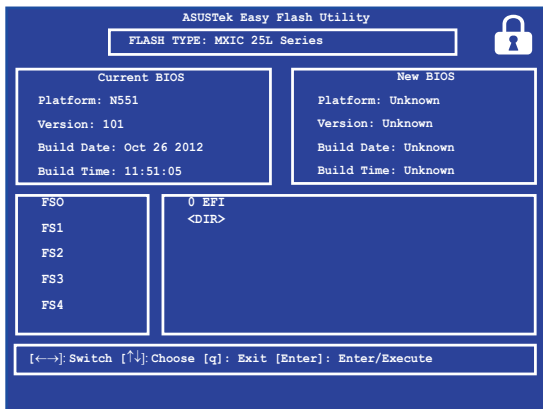 ASUSTek Easy Flash Utility
FLASH TYPE: MXIC 25L Series
Current BIOS
Platform: N551
Version: 101
Build Date: Oct 26 2012
Build Time: 11:51:05
New BIOS
Platform: Unknown
Version: Unknown
Build Date: Unknown
Build Time: Unknown
FSO
FS1
FS2
FS3
FS4
0 EFI
<DIR>
[←→]: Switch [↑↓]: Choose [q]: Exit [Enter]: Enter/Execute